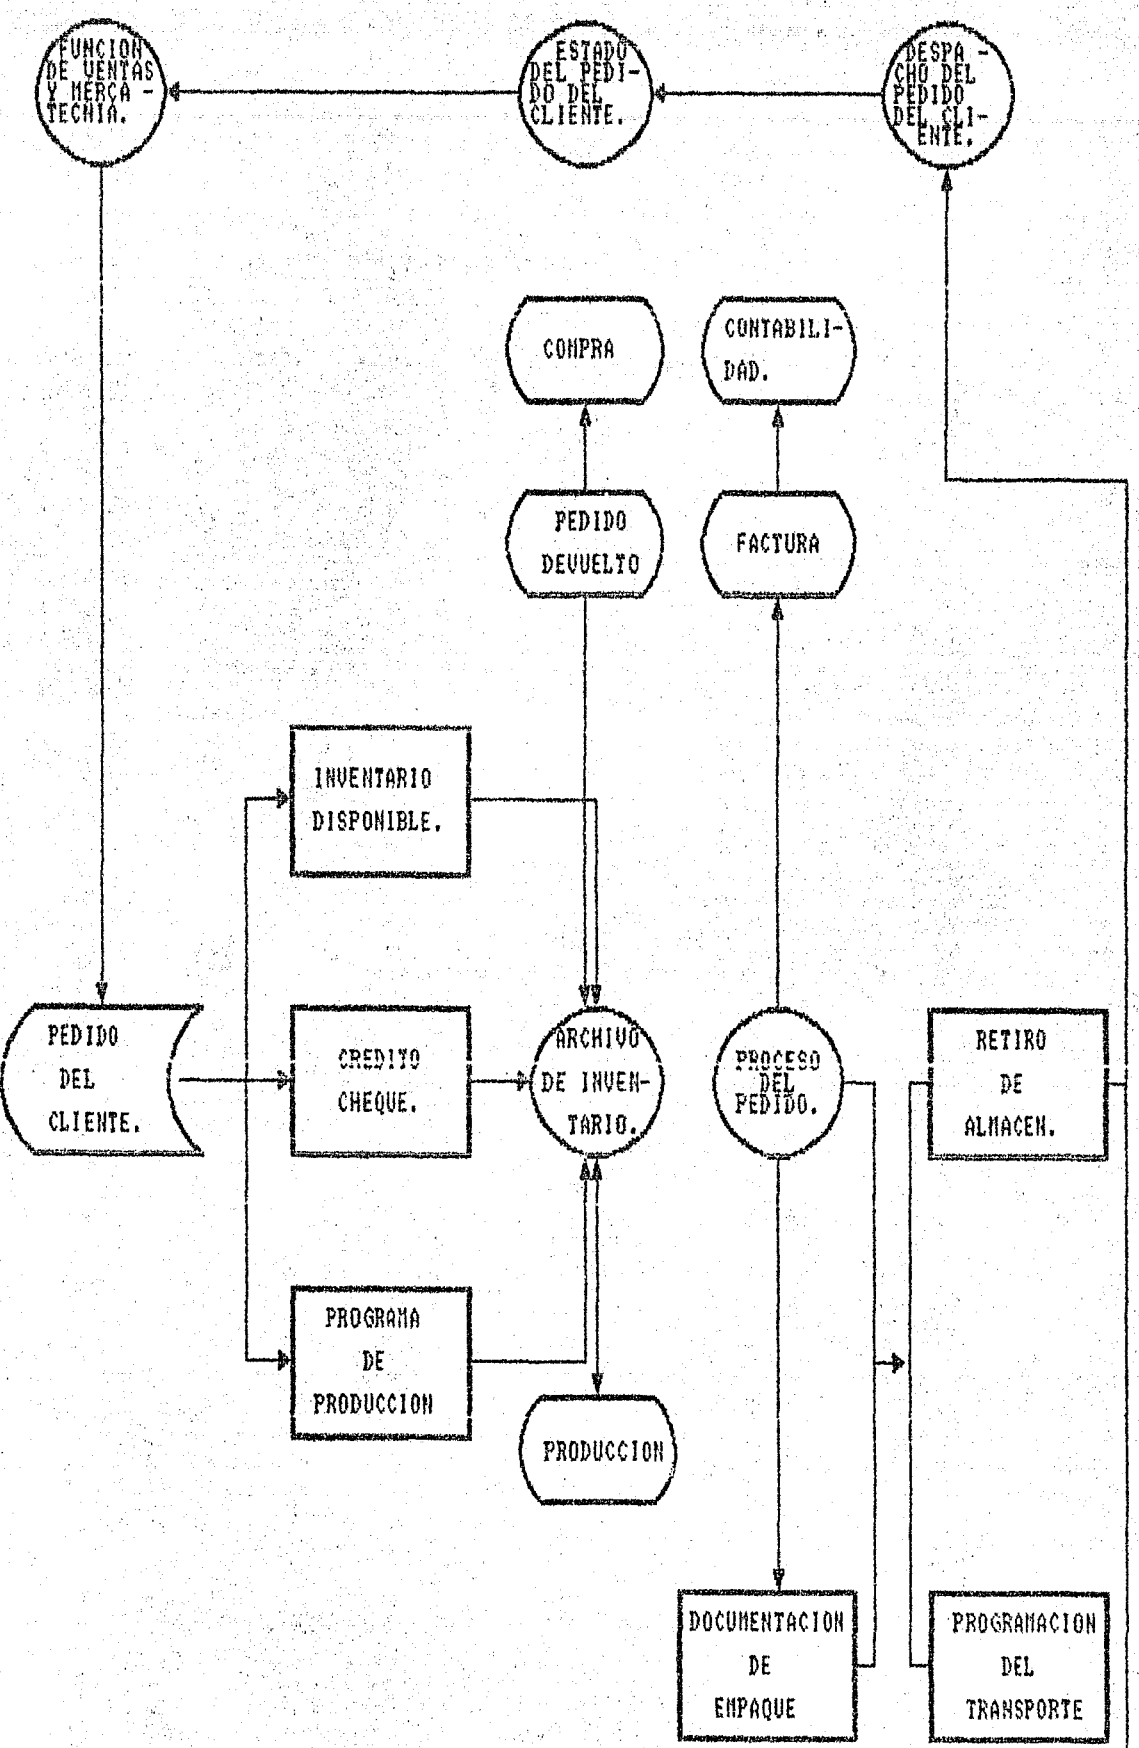 FUNCION
DE VENTAS
Y MERCA -
TECNIA.
ESTADO
DEL PEDI-
DO DEL
CLIENTE.
DESPA -
CHO DEL
PEDIDO
DEL CLI-
ENTE.
COMPRA
CONTABILI-
DAD.
PEDIDO
DEVUELTO
FACTURA
INVENTARIO
DISPONIBLE.
PEDIDO
DEL
CLIENTE.
CREDITO
CHEQUE.
ARCHIVO
DE INVEN-
TARIO.
PROCESO
DEL
PEDIDO.
RETIRO
DE
ALMACEN.
PROGRAMA
DE
PRODUCCION
PRODUCCION
DOCUMENTACION
DE
EMPAQUE
PROGRAMACION
DEL
TRANSPORTE